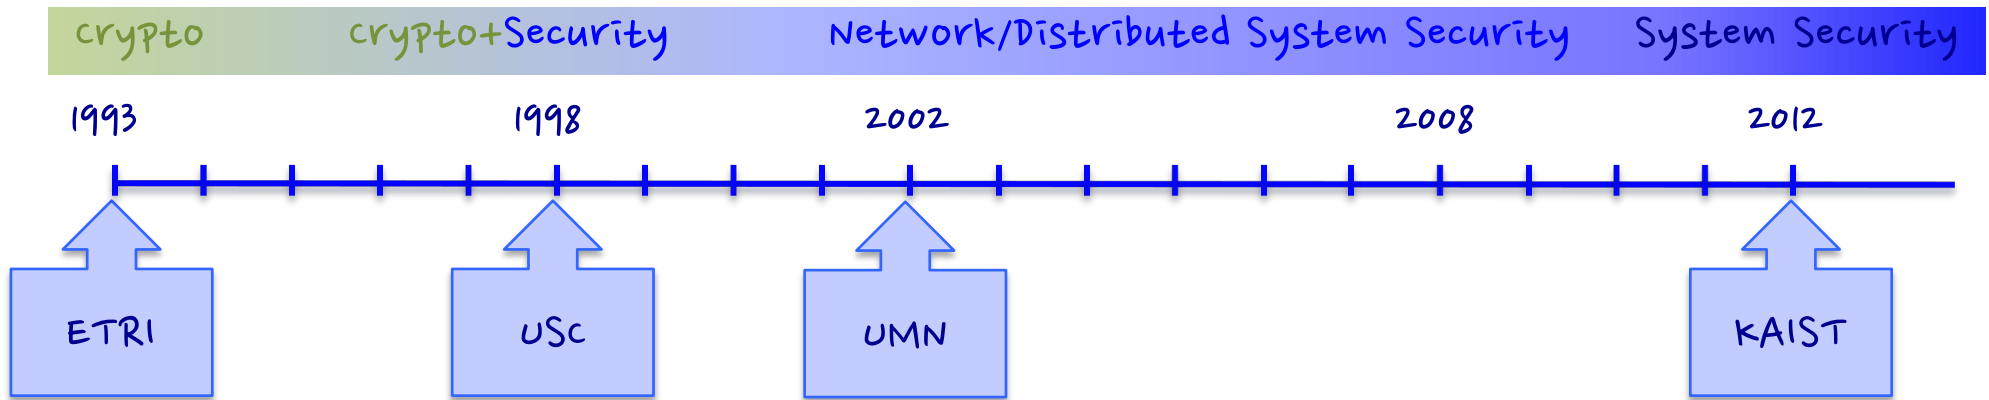 Crypto Crypto+Security Network/Distributed System Security System Security
1993 1998 2002 2008 2012
ETRI USC UMN KAIST